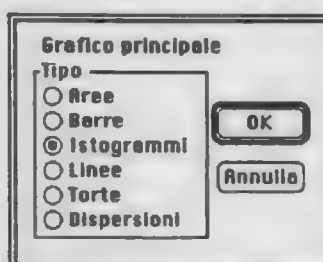 Grafico principale
Tipo
Aree
Barre
Istogrammi
Linee
Torte
Dispersioni
OK
Annulla